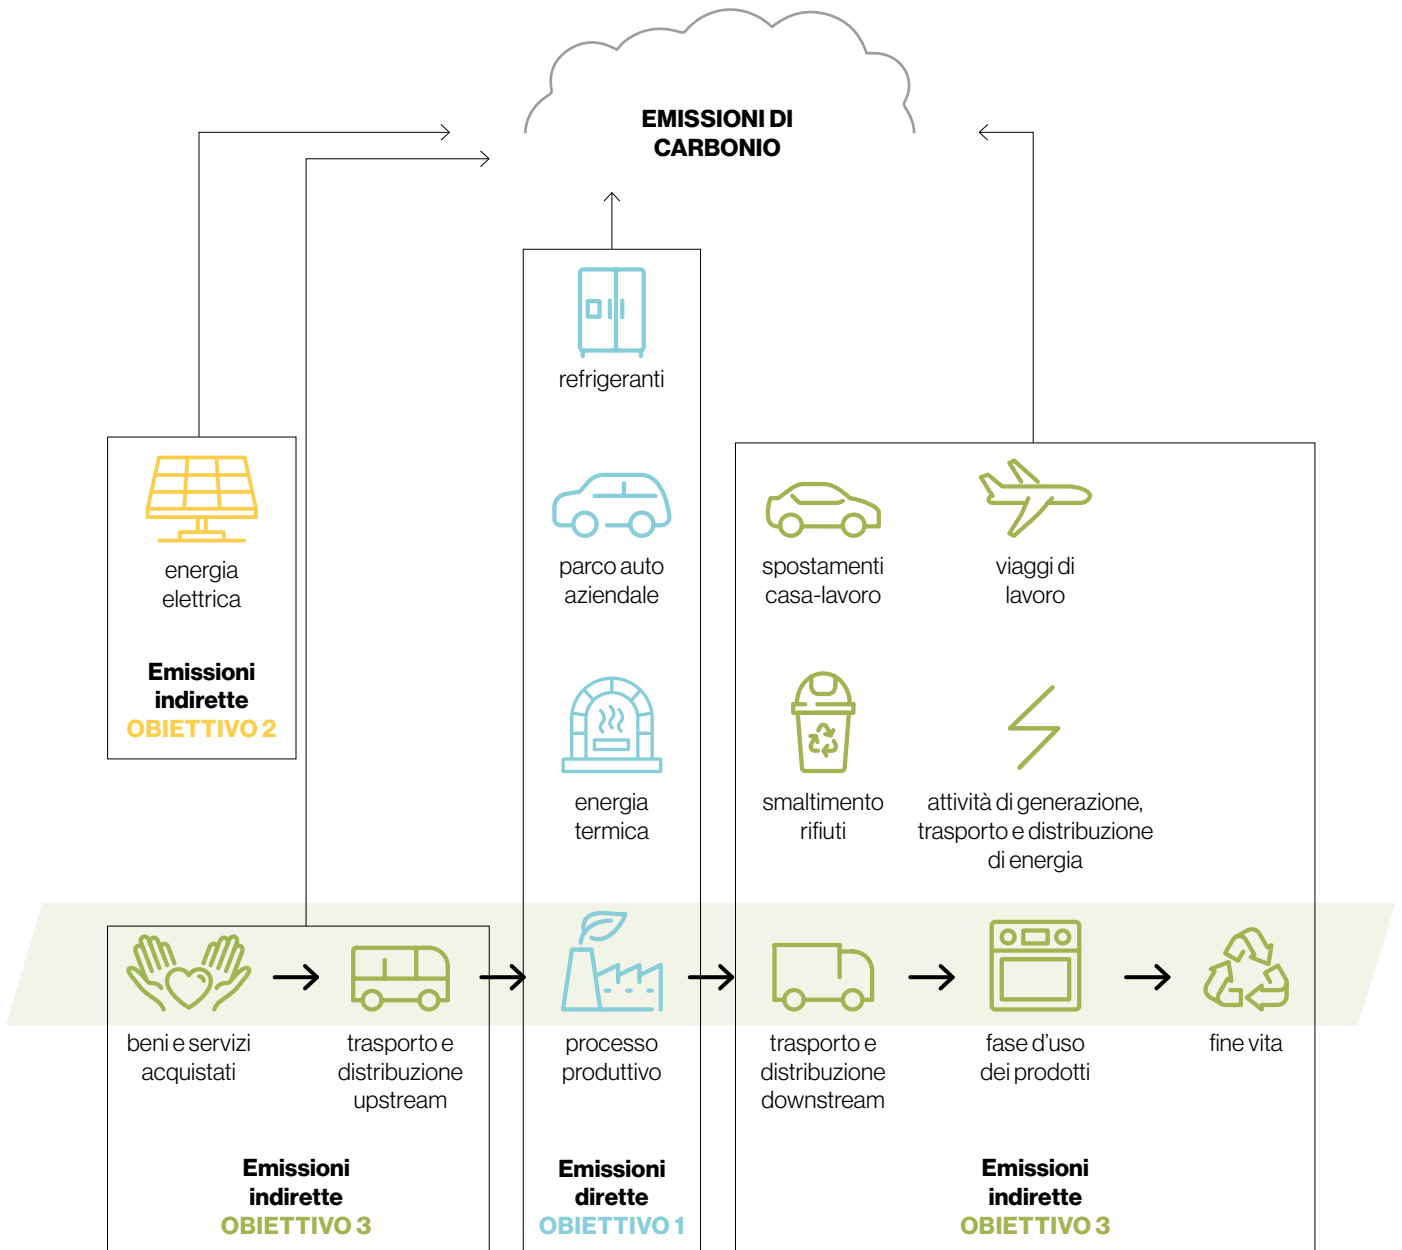 EMISSIONI DI
CARBONIO
refrigeranti
energia
elettrica
Emissioni
indirette
OBIETTIVO 2
parco auto
aziendale
spostamenti
casa-lavoro
viaggi di
lavoro
energia
termica
smaltimento
rifiuti
attività di generazione,
trasporto e distribuzione
di energia
beni e servizi
acquistati
trasporto e
distribuzione
upstream
processo
produttivo
trasporto e
distribuzione
downstream
fase d'uso
dei prodotti
fine vita
Emissioni
indirette
OBIETTIVO 3
Emissioni
dirette
OBIETTIVO 1
Emissioni
indirette
OBIETTIVO 3